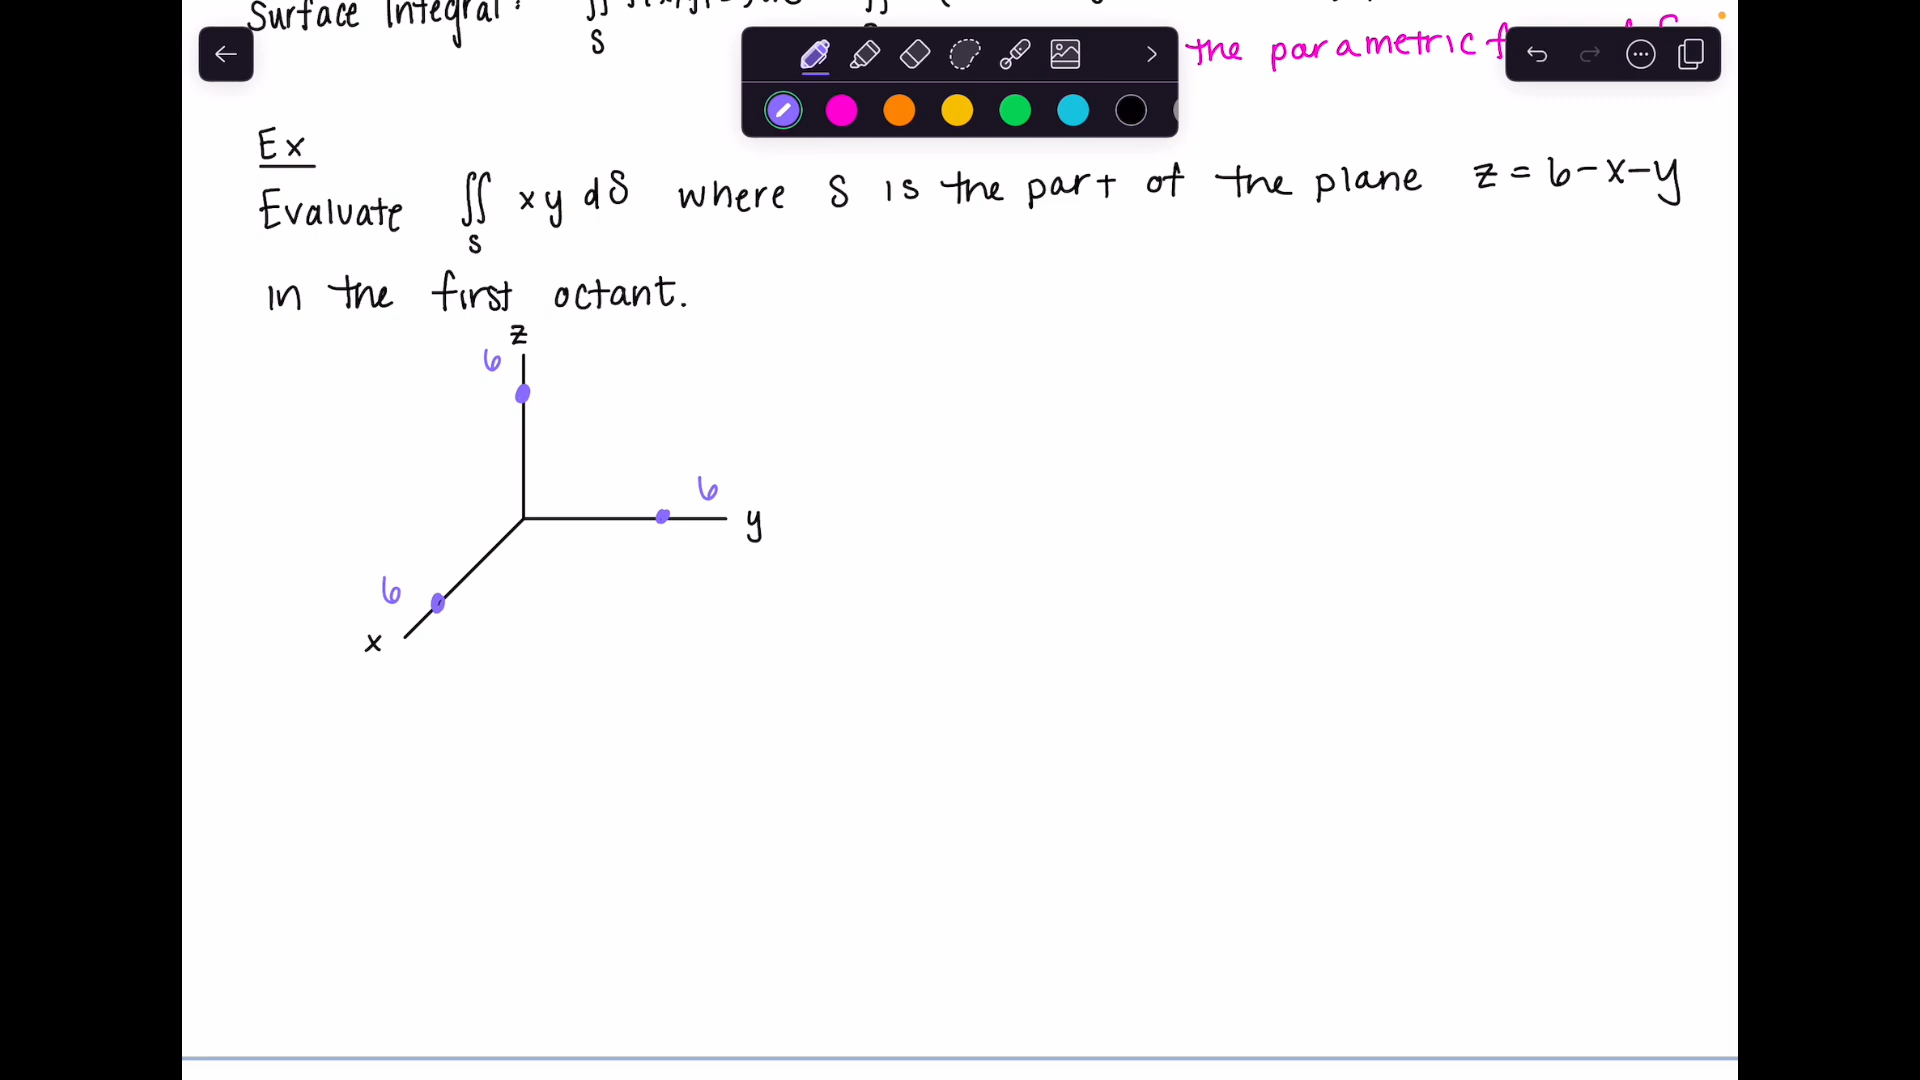 Surface Integral:
S
the parametric
Ex
Evaluate ∬ xy dS where S is the part of the plane z = 6-x-y
S
in the first octant.
z
6
6
y
6
x